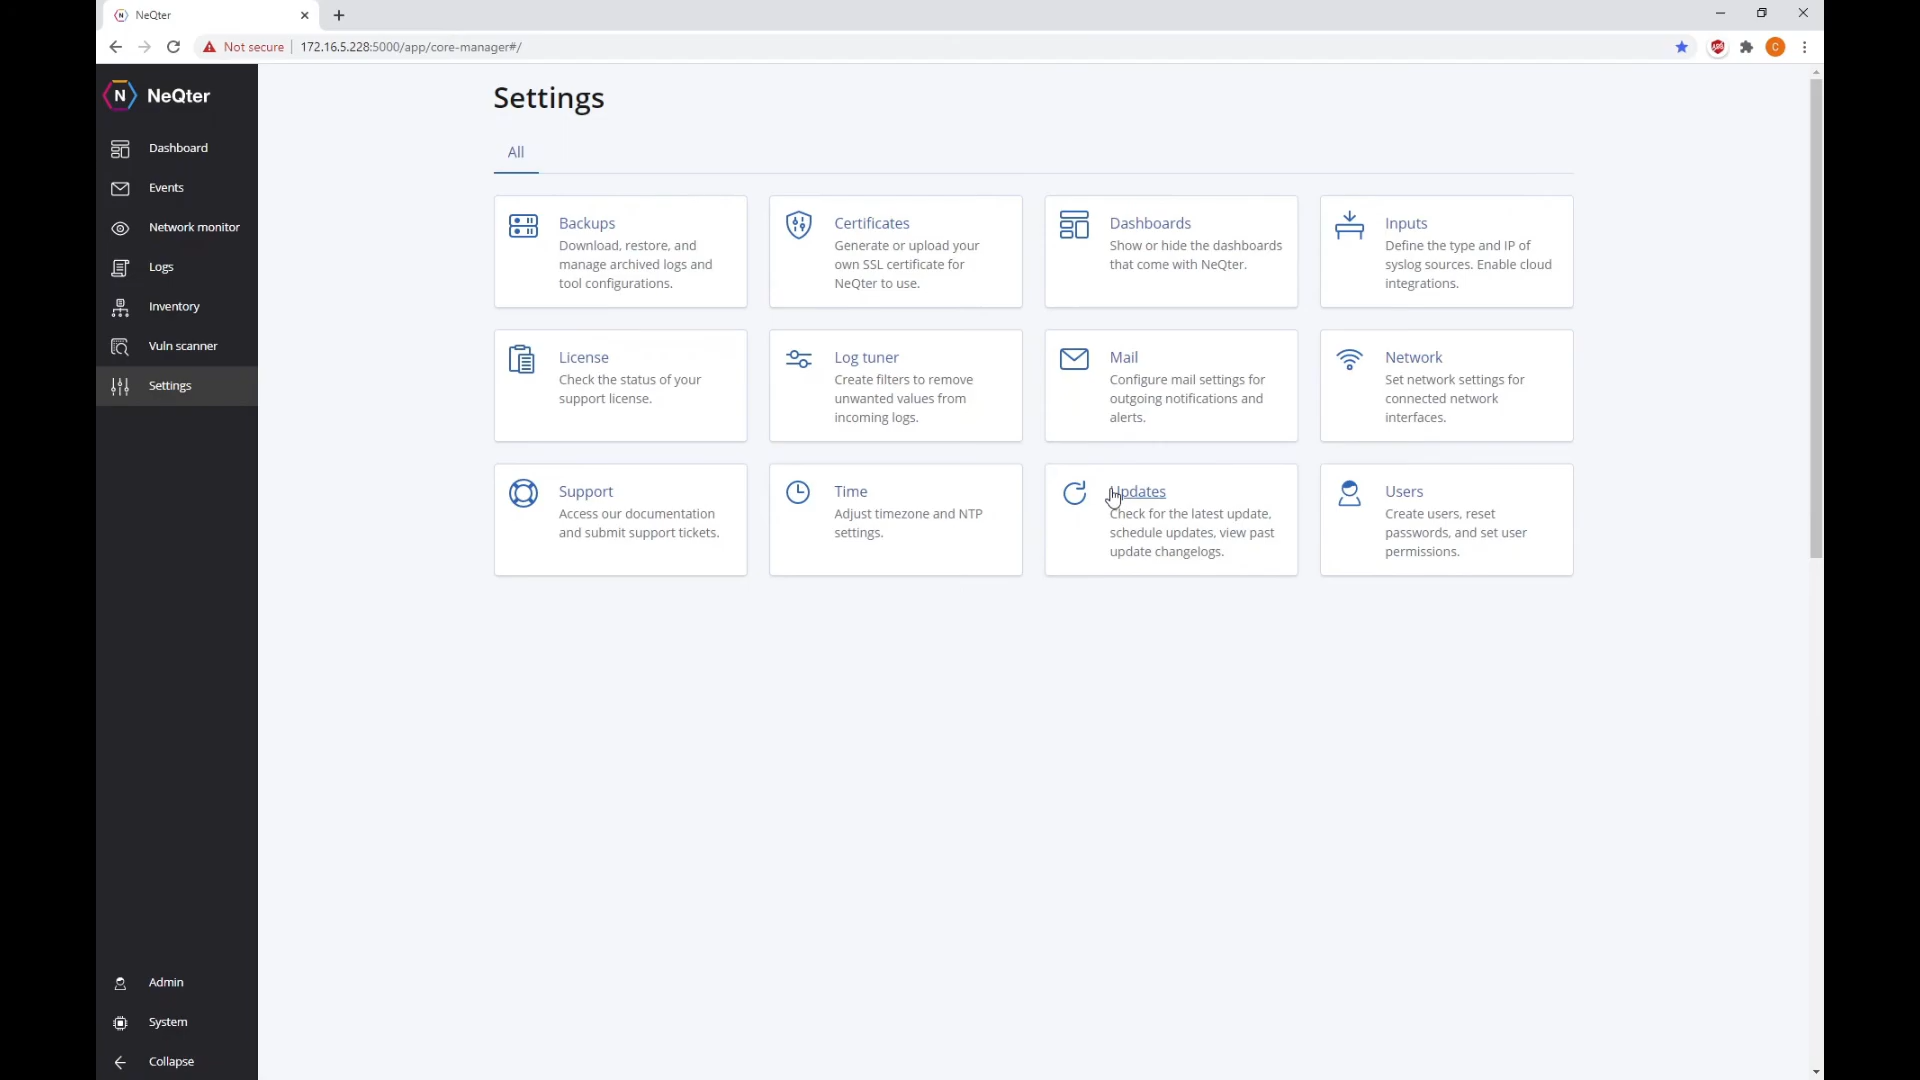 NeQter
Not secure
172.16.5.228:5000/app/core-manager#/
C
N
NeQter
Dashboard
Events
Network monitor
Logs
Inventory
Vuln scanner
Settings
Admin
System
Collapse
Settings
All
Backups
Download, restore, and
manage archived logs and
tool configurations.
Certificates
Generate or upload your
own SSL certificate for
NeQter to use.
Dashboards
Show or hide the dashboards
that come with NeQter.
Inputs
Define the type and IP of
syslog sources. Enable cloud
integrations.
License
Check the status of your
support license.
Log tuner
Create filters to remove
unwanted values from
incoming logs.
Mail
Configure mail settings for
outgoing notifications and
alerts.
Network
Set network settings for
connected network
interfaces.
Support
Access our documentation
and submit support tickets.
Time
Adjust timezone and NTP
settings.
Updates
Check for the latest update,
schedule updates, view past
update changelogs.
Users
Create users, reset
passwords, and set user
permissions.